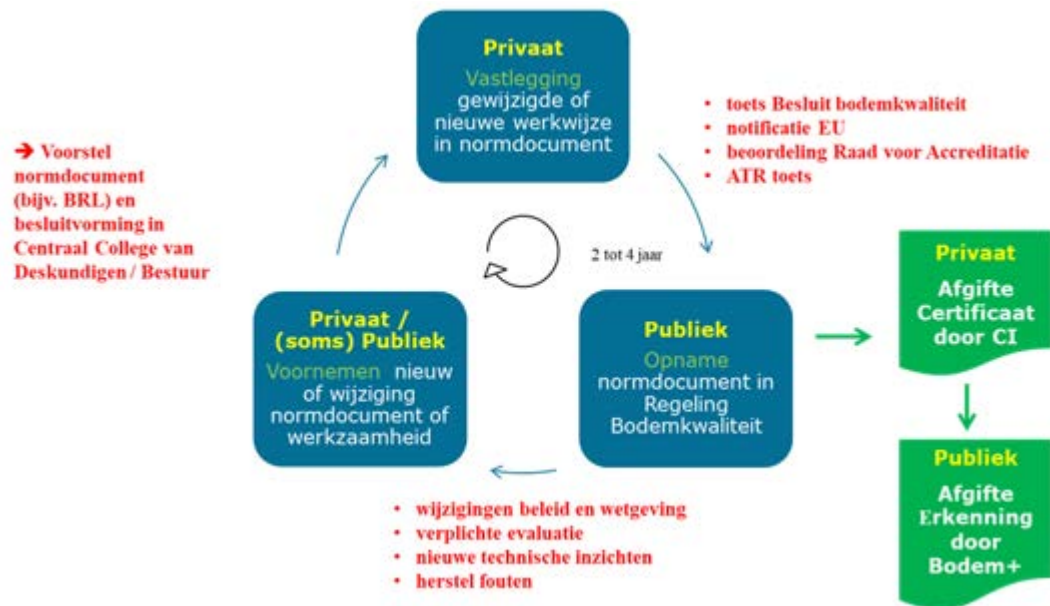 Privaat
Vastlegging
gewijzigde of
nieuwe werkwijze
in normdocument
• toets Besluit bodemkwaliteit
• notificatie EU
• beoordeling Raad voor Accreditatie
• ATR toets
➔ Voorstel
normdocument
(bijv. BRL) en
besluitvorming in
Centraal College van
Deskundigen / Bestuur
2 tot 4 jaar
Privaat /
(soms) Publiek
Voornemen nieuw
of wijziging
normdocument of
werkzaamheid
Publiek
Opname
normdocument in
Regeling
Bodemkwaliteit
Privaat
Afgifte
Certificaat
door CI
Publiek
Afgifte
Erkenning
door
Bodem+
• wijzigingen beleid en wetgeving
• verplichte evaluatie
• nieuwe technische inzichten
• herstel fouten